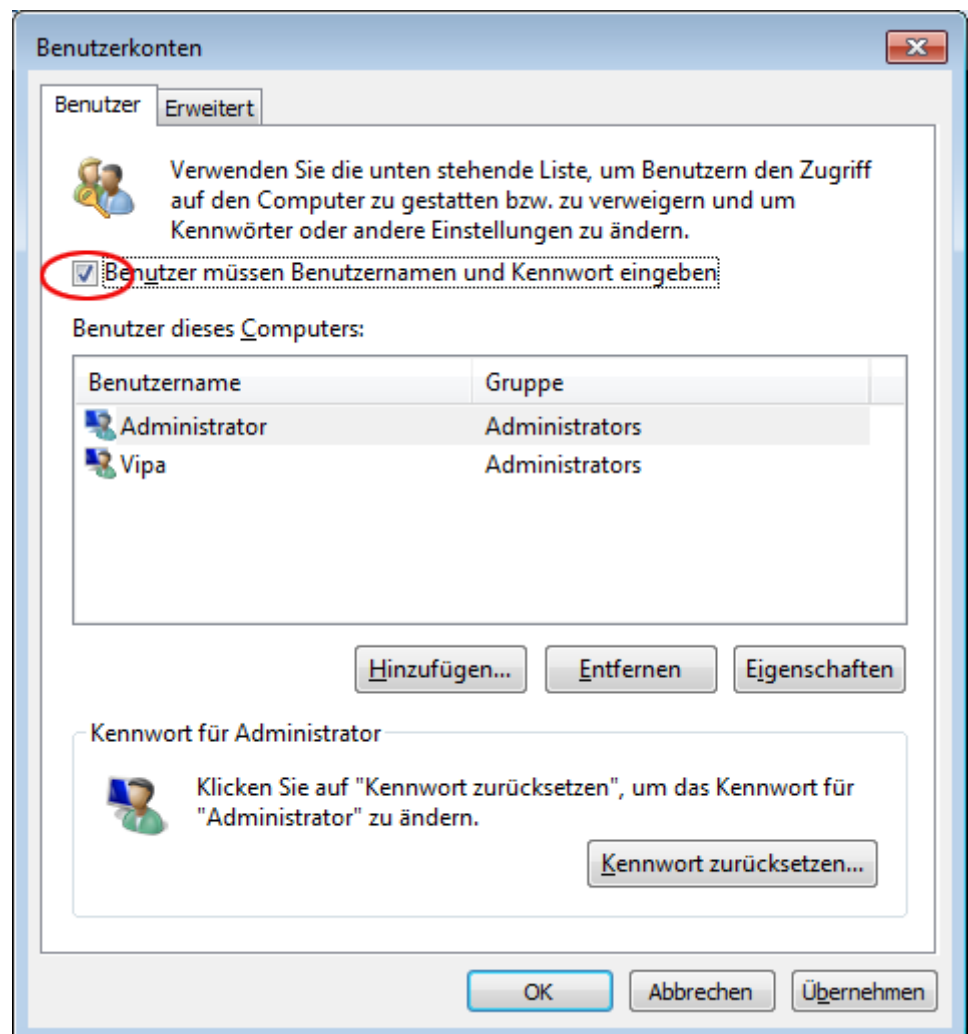 Benutzerkonten
Benutzer
Erweitert
Verwenden Sie die unten stehende Liste, um Benutzern den Zugriff
auf den Computer zu gestatten bzw. zu verweigern und um
Kennwörter oder andere Einstellungen zu ändern.
Benutzer müssen Benutzernamen und Kennwort eingeben
Benutzer dieses Computers:
Benutzername Gruppe
Administrator Administrators
Vipa Administrators
Hinzufügen... Entfernen Eigenschaften
Kennwort für Administrator
Klicken Sie auf "Kennwort zurücksetzen", um das Kennwort für
"Administrator" zu ändern.
Kennwort zurücksetzen...
OK Abbrechen Übernehmen